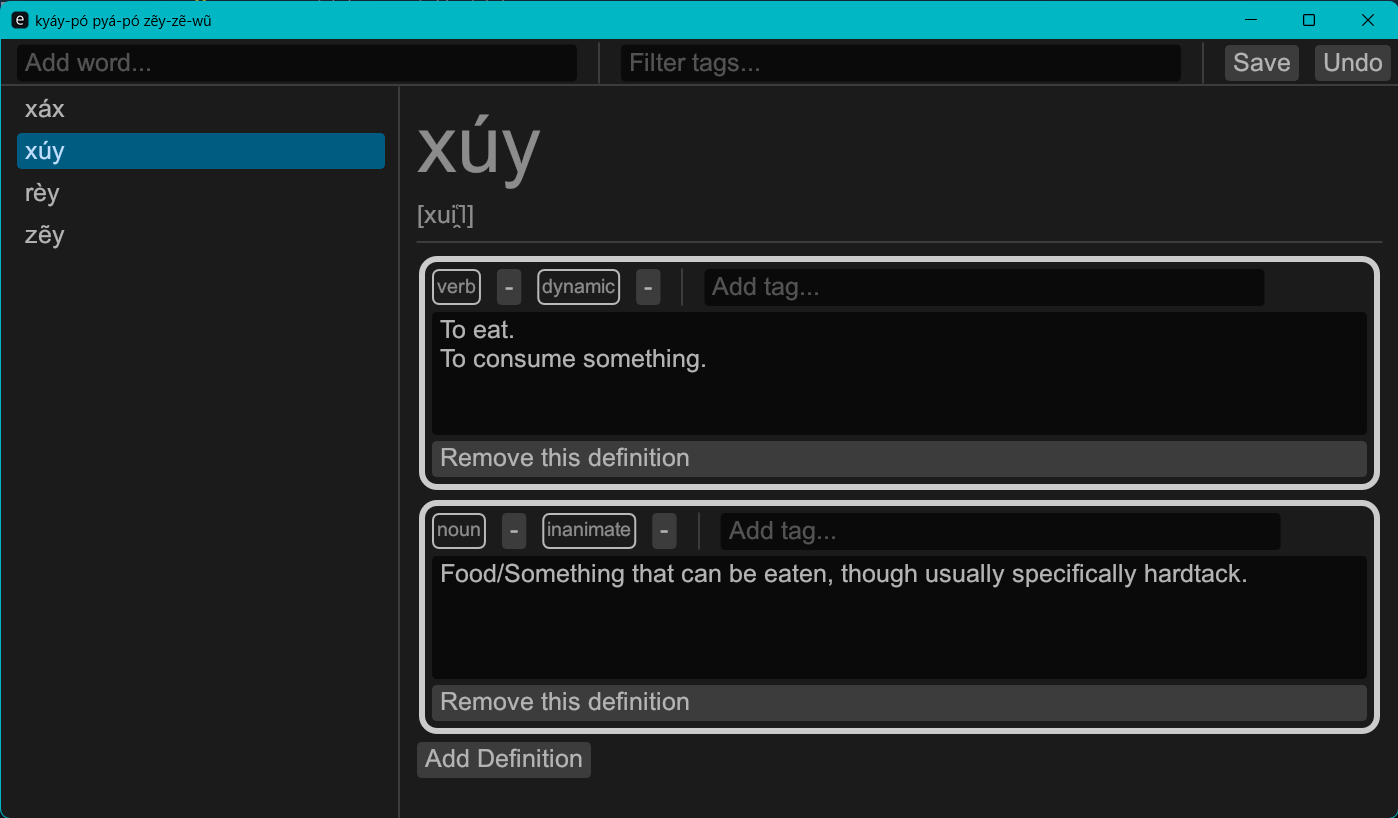 e kyáy-pó pyá-pó zẽy-zẽ-wũ
Add word... Filter tags... Save Undo
xáx
xúy
rèy
zẽy
xúy
[xui̯˥]
verb - dynamic - Add tag...
To eat.
To consume something.
Remove this definition
noun - inanimate - Add tag...
Food/Something that can be eaten, though usually specifically hardtack.
Remove this definition
Add Definition